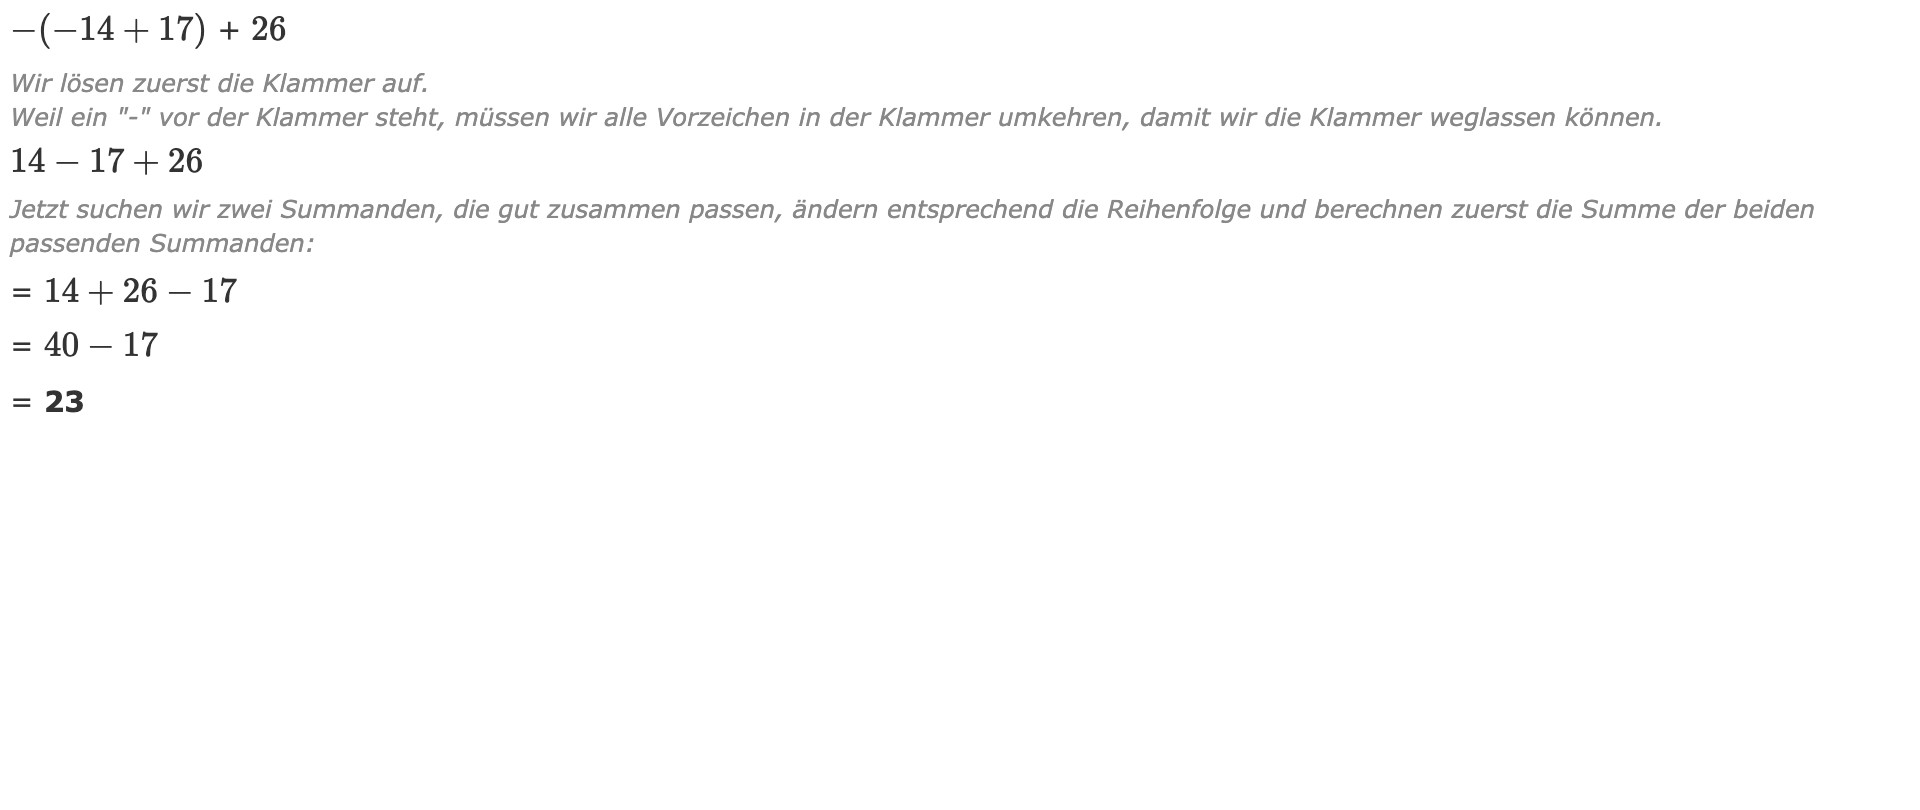 −(−14 + 17) + 26
Wir lösen zuerst die Klammer auf.
Weil ein "-" vor der Klammer steht, müssen wir alle Vorzeichen in der Klammer umkehren, damit wir die Klammer weglassen können.
14 − 17 + 26
Jetzt suchen wir zwei Summanden, die gut zusammen passen, ändern entsprechend die Reihenfolge und berechnen zuerst die Summe der beiden
passenden Summanden:
= 14 + 26 − 17
= 40 − 17
= 23